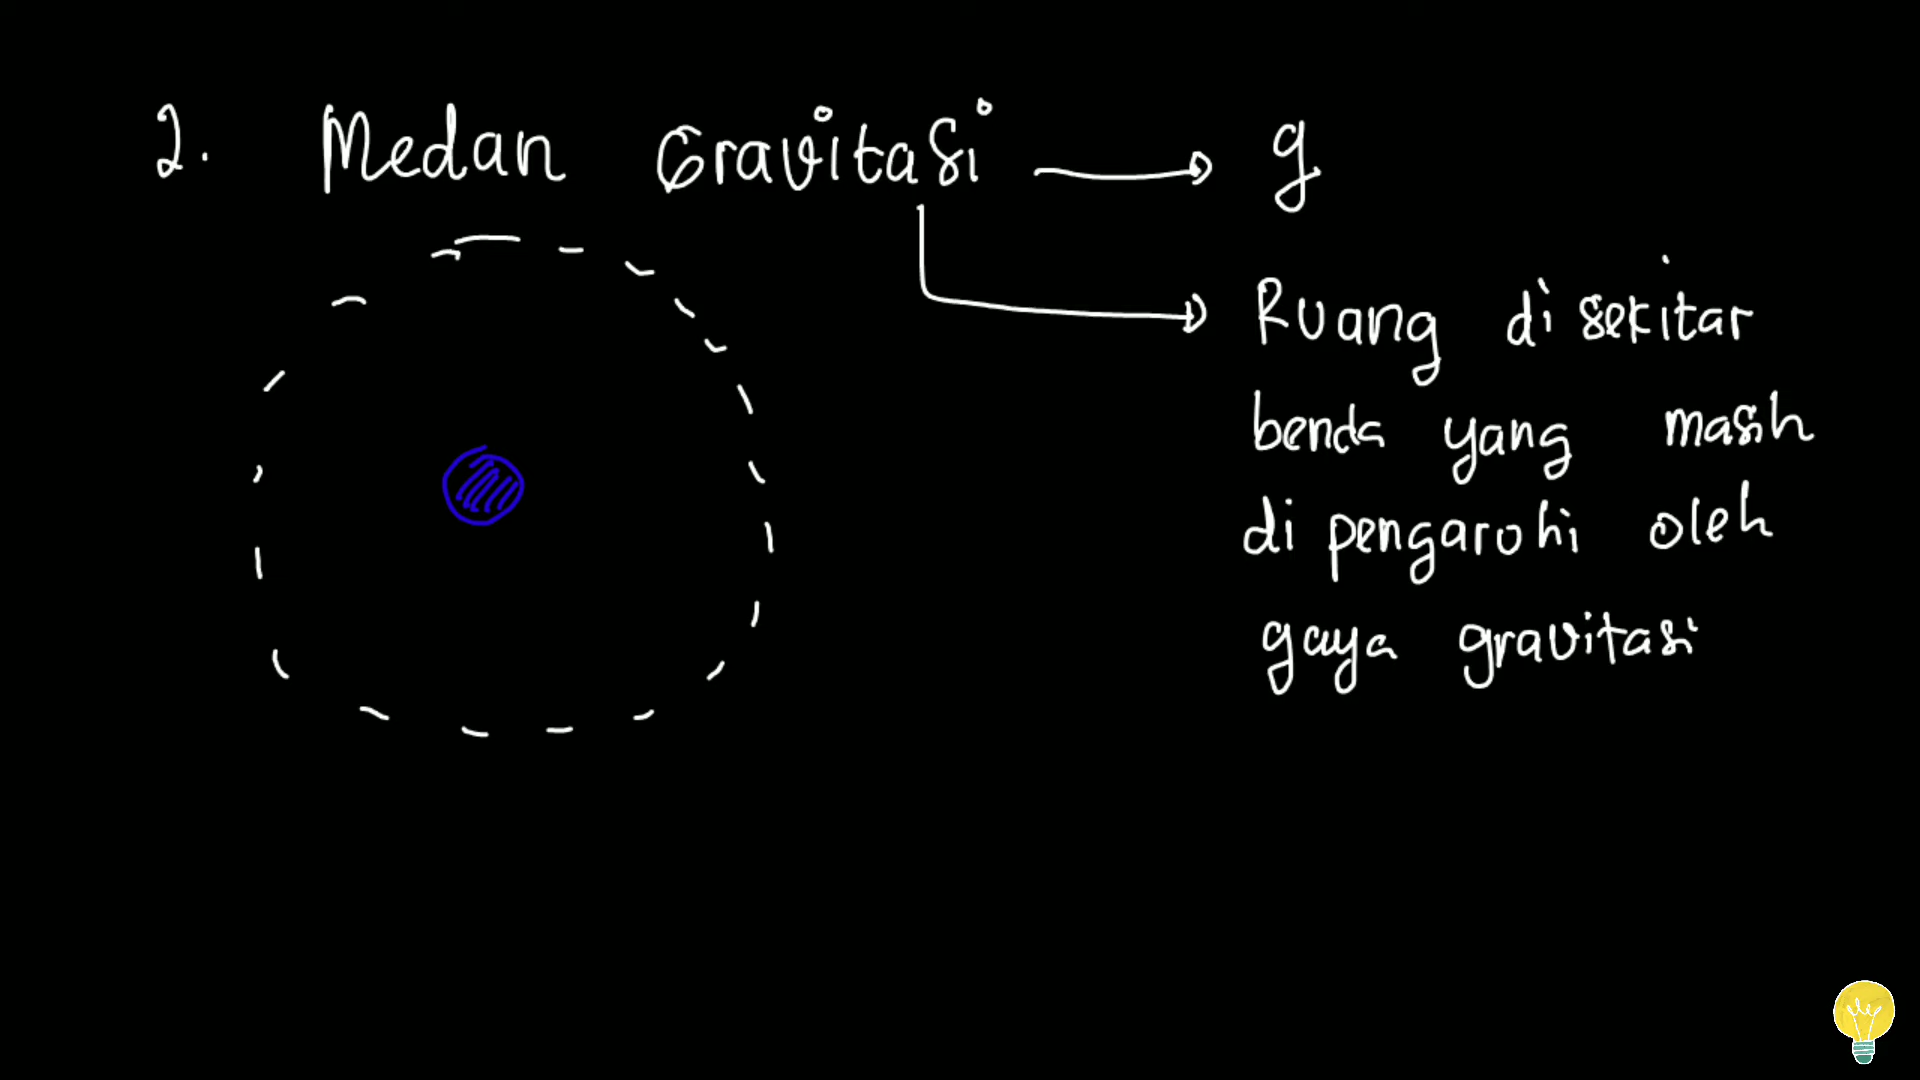 2. Medan Gravitasi → g
Ruang di sekitar
benda yang masih
di pengaruhi oleh
gaya gravitasi